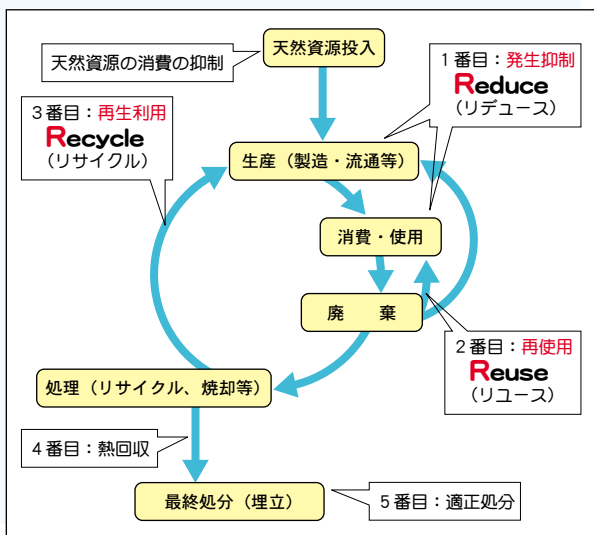 天然資源投入
天然資源の消費の抑制
1番目：発生抑制
Reduce
（リデュース）
3番目：再生利用
Recycle
（リサイクル）
生産（製造・流通等）
消費・使用
廃　棄
2番目：再使用
Reuse
（リユース）
処理（リサイクル、焼却等）
4番目：熱回収
最終処分（埋立）
5番目：適正処分